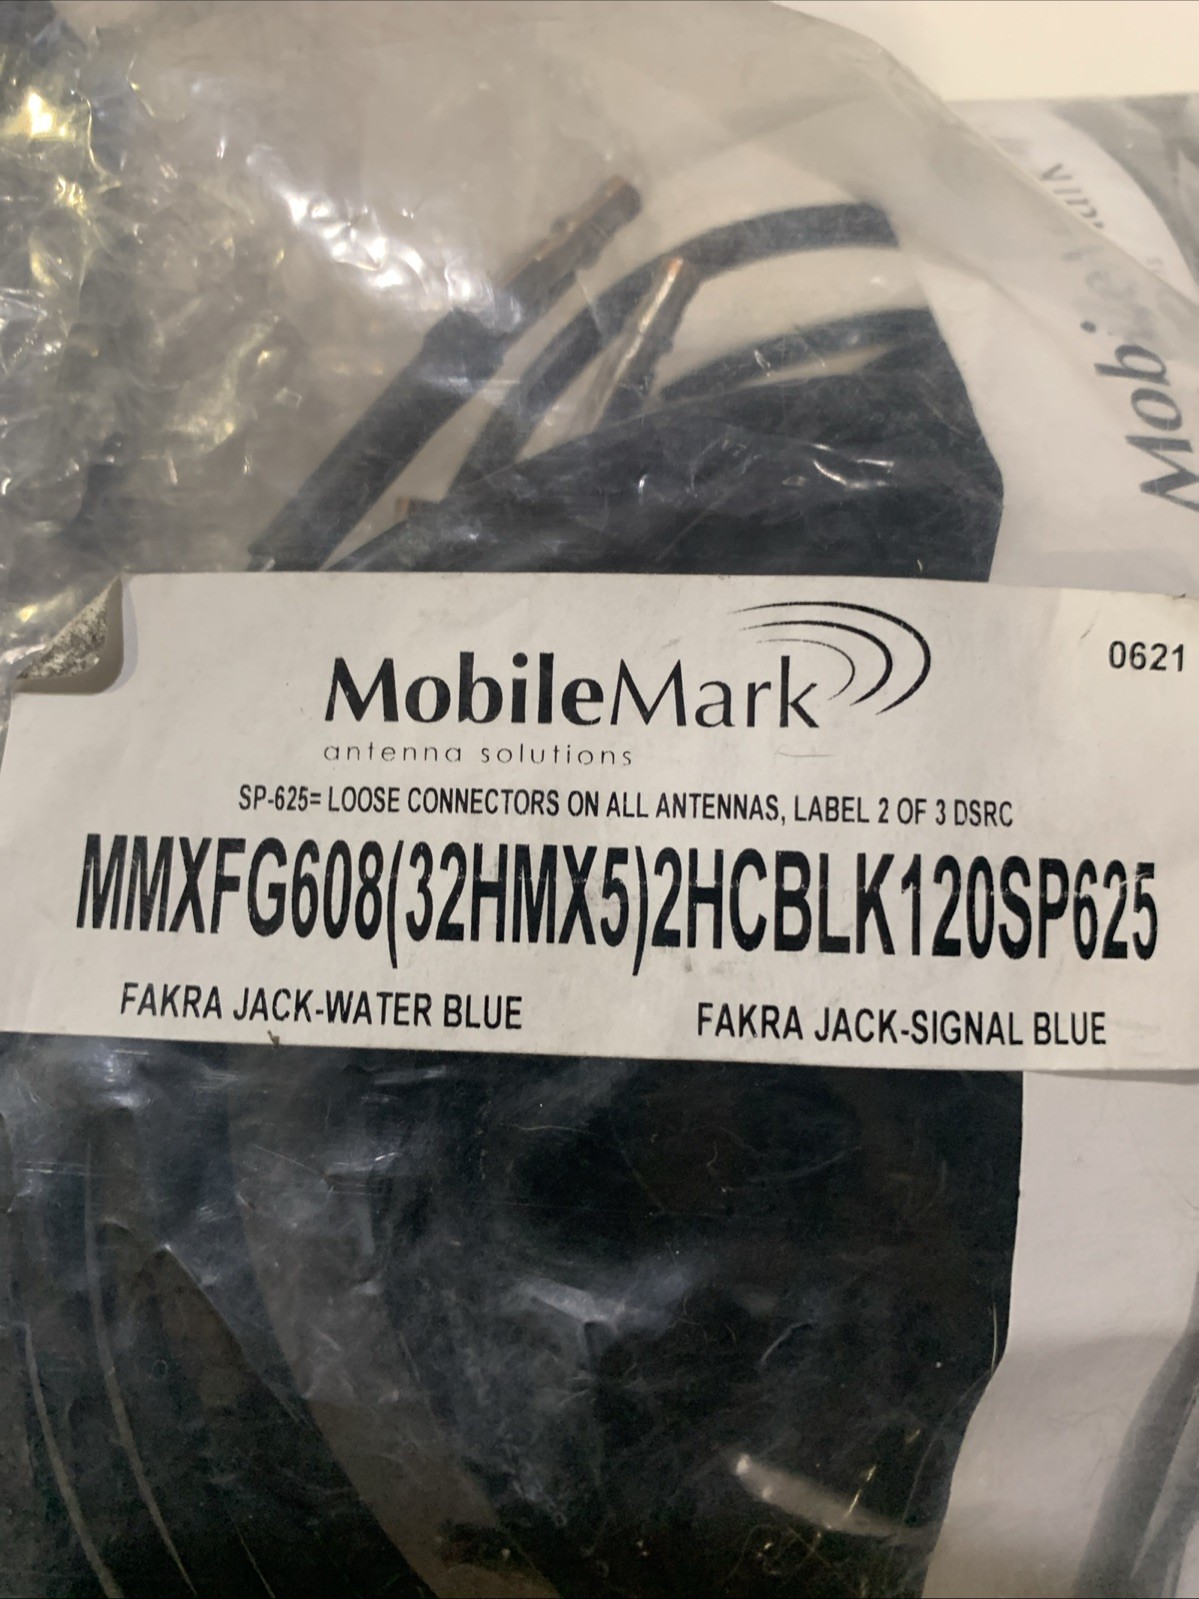 MobileMark
MobileMark
antenna solutions
0621
SP-625= LOOSE CONNECTORS ON ALL ANTENNAS, LABEL 2 OF 3 DSRC
MMXFG608(32HMX5)2HCBLK120SP625
FAKRA JACK-WATER BLUE
FAKRA JACK-SIGNAL BLUE